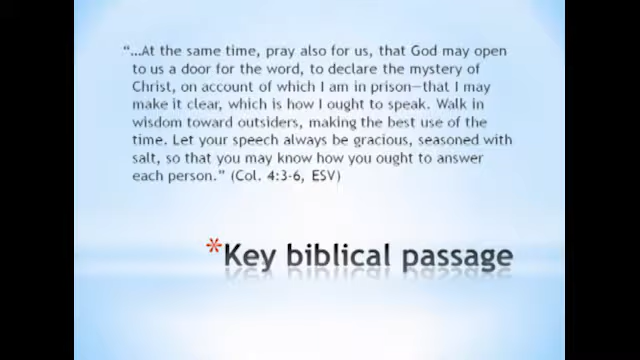 “...At the same time, pray also for us, that God may open
to us a door for the word, to declare the mystery of
Christ, on account of which I am in prison—that I may
make it clear, which is how I ought to speak. Walk in
wisdom toward outsiders, making the best use of the
time. Let your speech always be gracious, seasoned with
salt, so that you may know how you ought to answer
each person.” (Col. 4:3-6, ESV)
*Key biblical passage